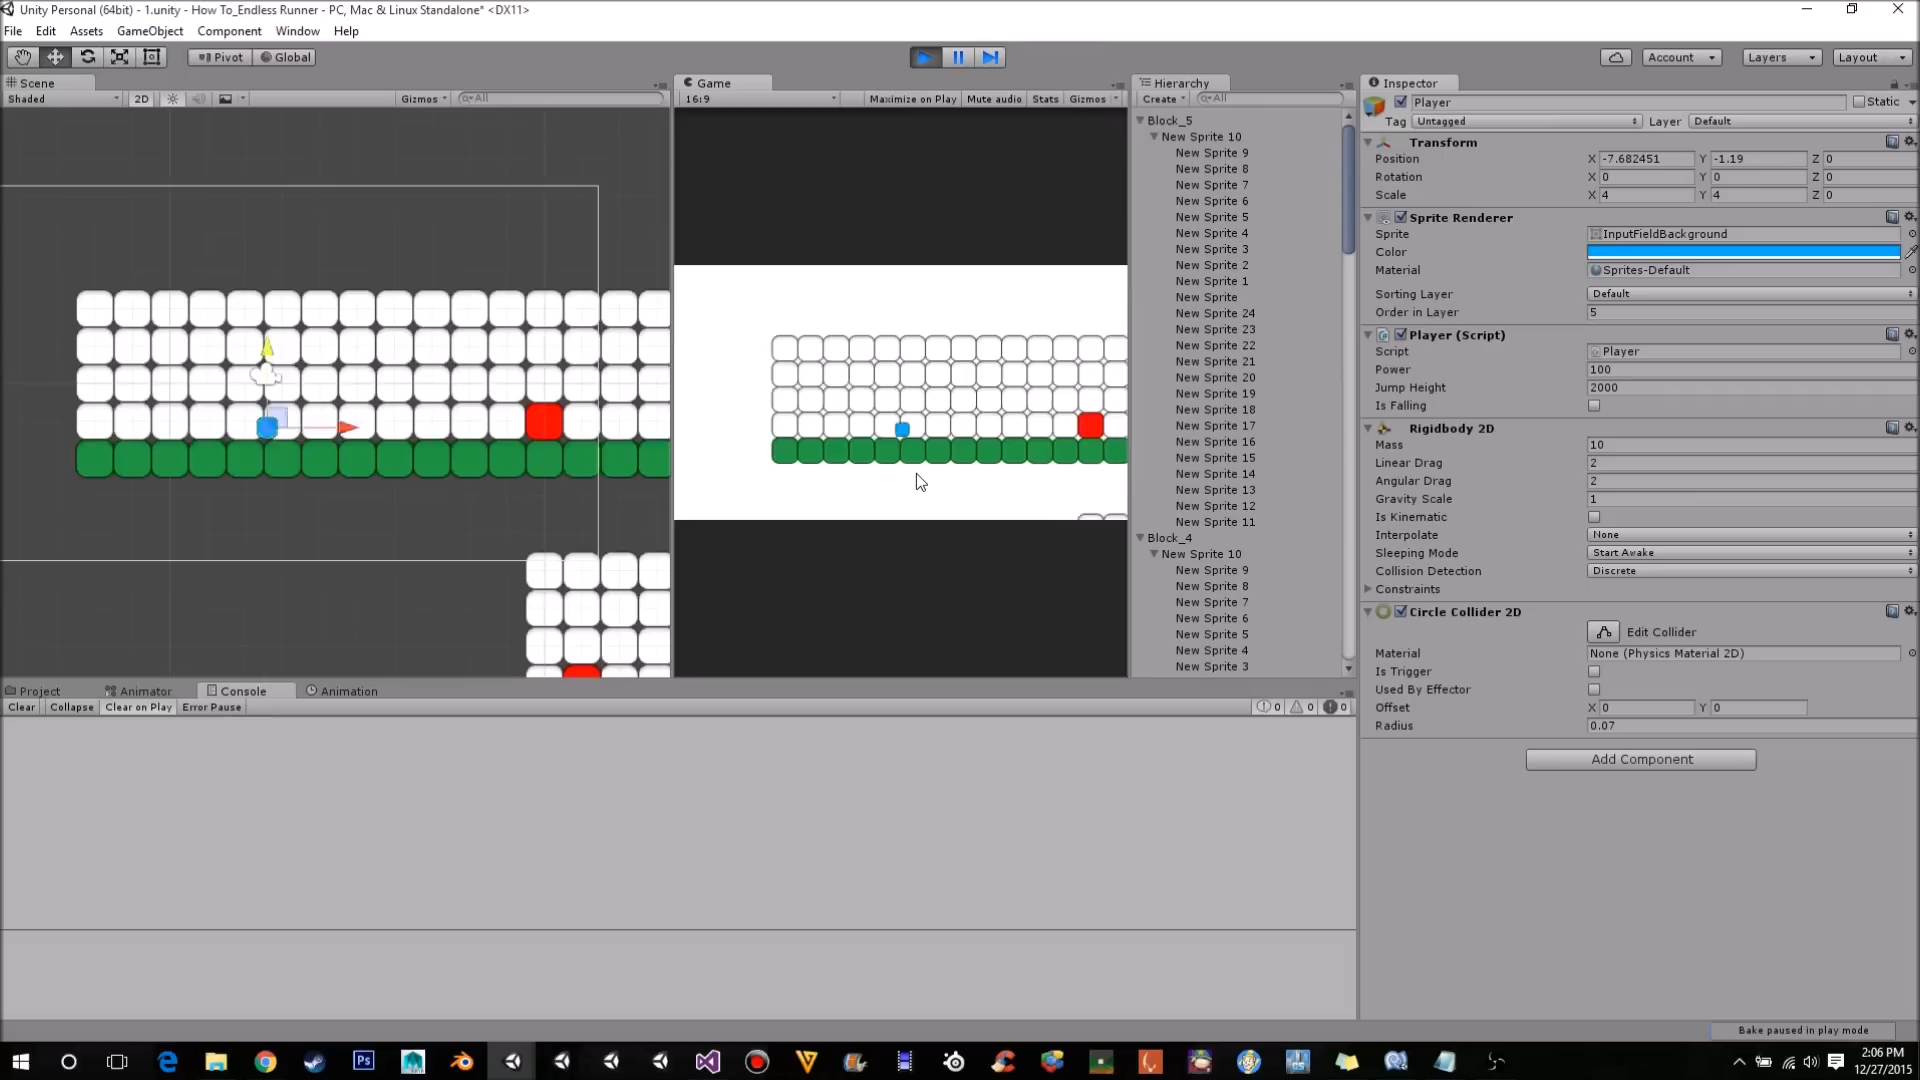 Unity Personal (64bit) - 1.unity - How To_Endless Runner - PC, Mac & Linux Standalone* <DX11>
File Edit Assets GameObject Component Window Help
Pivot Global Account Layers Layout
Scene
Shaded 2D Gizmos All
Game
16:9 Maximize on Play Mute audio Stats Gizmos
Hierarchy
Create All
Block_5
New Sprite 10
New Sprite 9
New Sprite 8
New Sprite 7
New Sprite 6
New Sprite 5
New Sprite 4
New Sprite 3
New Sprite 2
New Sprite 1
New Sprite
New Sprite 24
New Sprite 23
New Sprite 22
New Sprite 21
New Sprite 20
New Sprite 19
New Sprite 18
New Sprite 17
New Sprite 16
New Sprite 15
New Sprite 14
New Sprite 13
New Sprite 12
New Sprite 11
Block_4
New Sprite 10
New Sprite 9
New Sprite 8
New Sprite 7
New Sprite 6
New Sprite 5
New Sprite 4
New Sprite 3
Inspector
Player Static
Tag Untagged Layer Default
Transform
Position X -7.682451 Y -1.19 Z 0
Rotation X 0 Y 0 Z 0
Scale X 4 Y 4 Z 0
Sprite Renderer
Sprite InputFieldBackground
Color
Material Sprites-Default
Sorting Layer Default
Order in Layer 5
Player (Script)
Script Player
Power 100
Jump Height 2000
Is Falling
Rigidbody 2D
Mass 10
Linear Drag 2
Angular Drag 2
Gravity Scale 1
Is Kinematic
Interpolate None
Sleeping Mode Start Awake
Collision Detection Discrete
Constraints
Circle Collider 2D
Edit Collider
Material None (Physics Material 2D)
Is Trigger
Used By Effector
Offset X 0 Y 0
Radius 0.07
Add Component
Project Animator Console Animation
Clear Collapse Clear on Play Error Pause 0 0 0
Bake paused in play mode
Ps
2:06 PM
12/27/2015